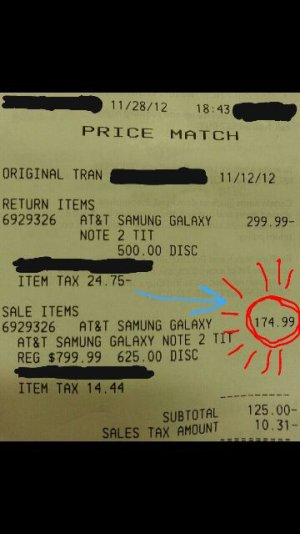 11/28/12 18:43
PRICE MATCH
ORIGINAL TRAN 11/12/12
RETURN ITEMS
6929326 AT&T SAMUNG GALAXY 299.99-
NOTE 2 TIT
500.00 DISC
ITEM TAX 24.75-
SALE ITEMS
6929326 AT&T SAMUNG GALAXY 174.99
AT&T SAMUNG GALAXY NOTE 2 TIT
REG $799.99 625.00 DISC
ITEM TAX 14.44
SUBTOTAL 125.00-
SALES TAX AMOUNT 10.31-